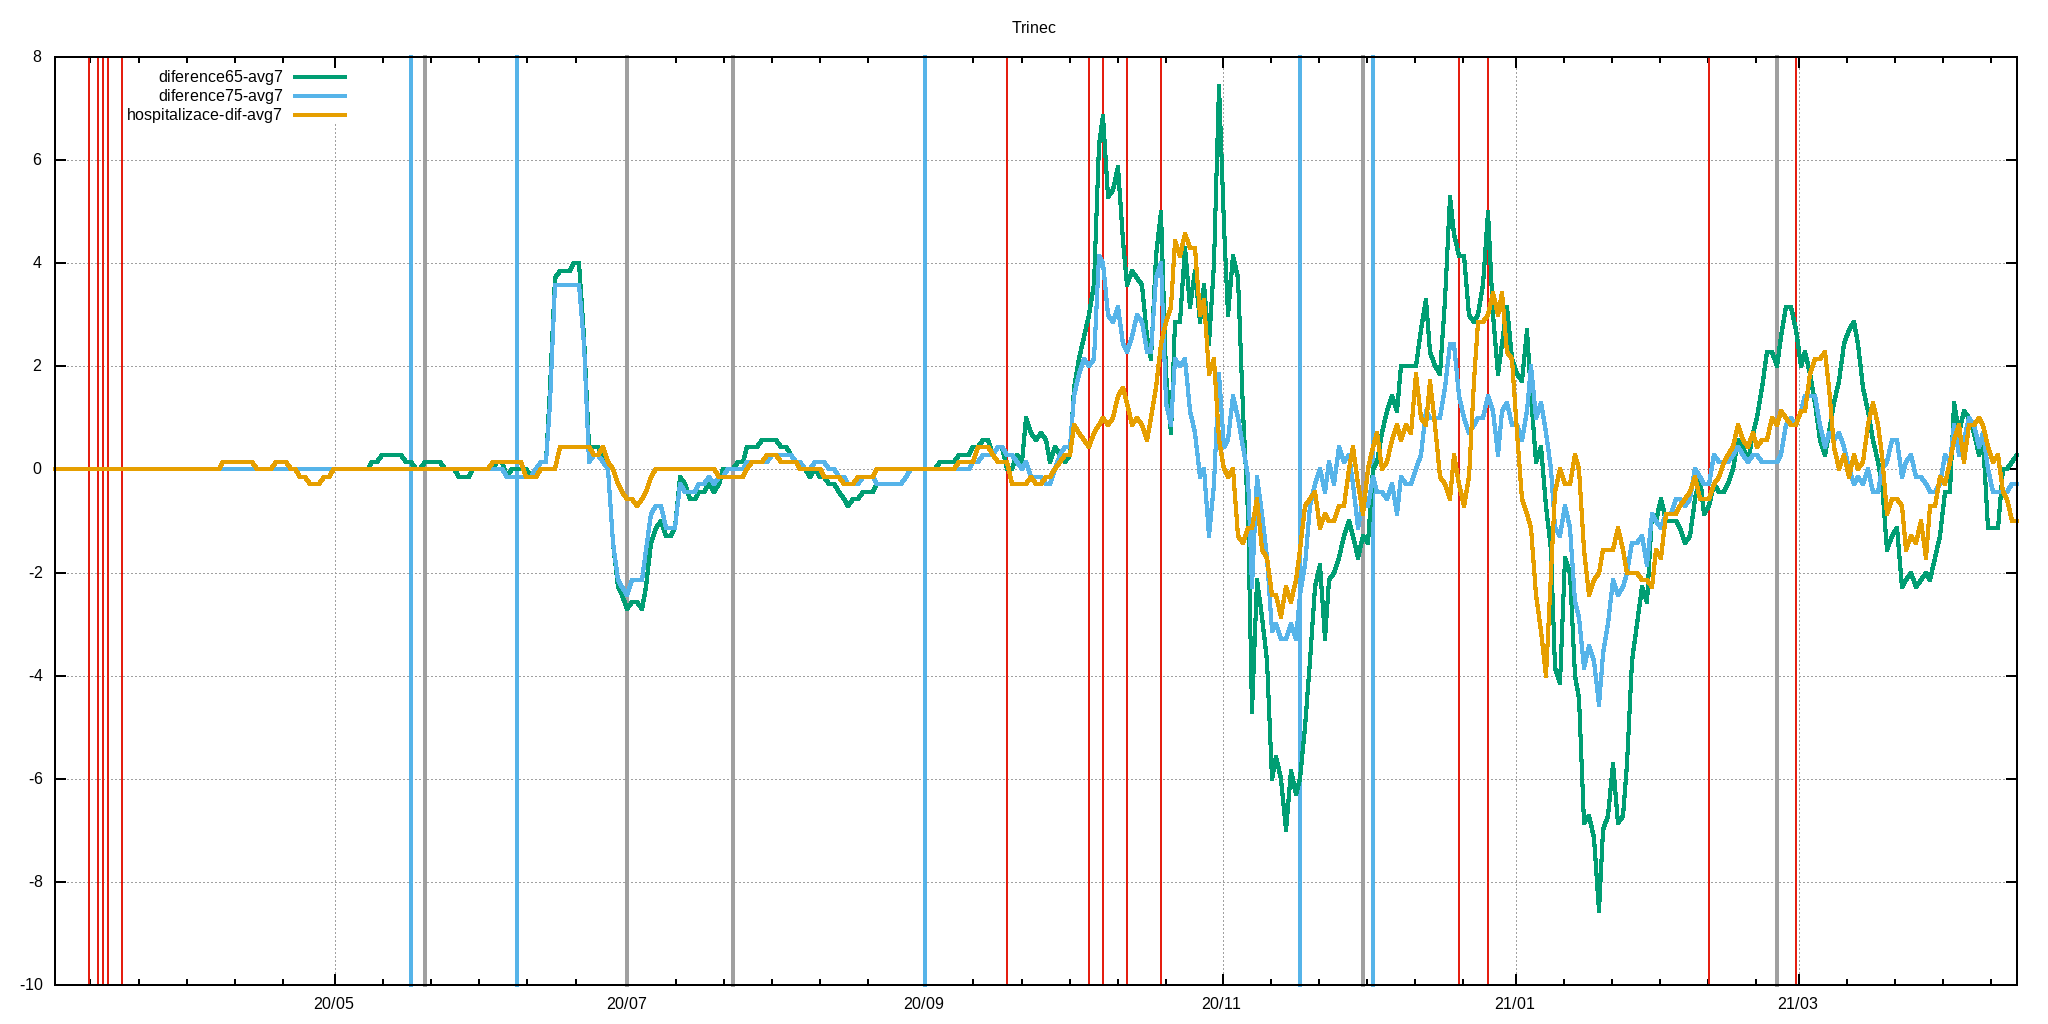 Trinec
diference65-avg7
diference75-avg7
hospitalizace-dif-avg7
8
6
4
2
0
-2
-4
-6
-8
-10
20/05 20/07 20/09 20/11 21/01 21/03